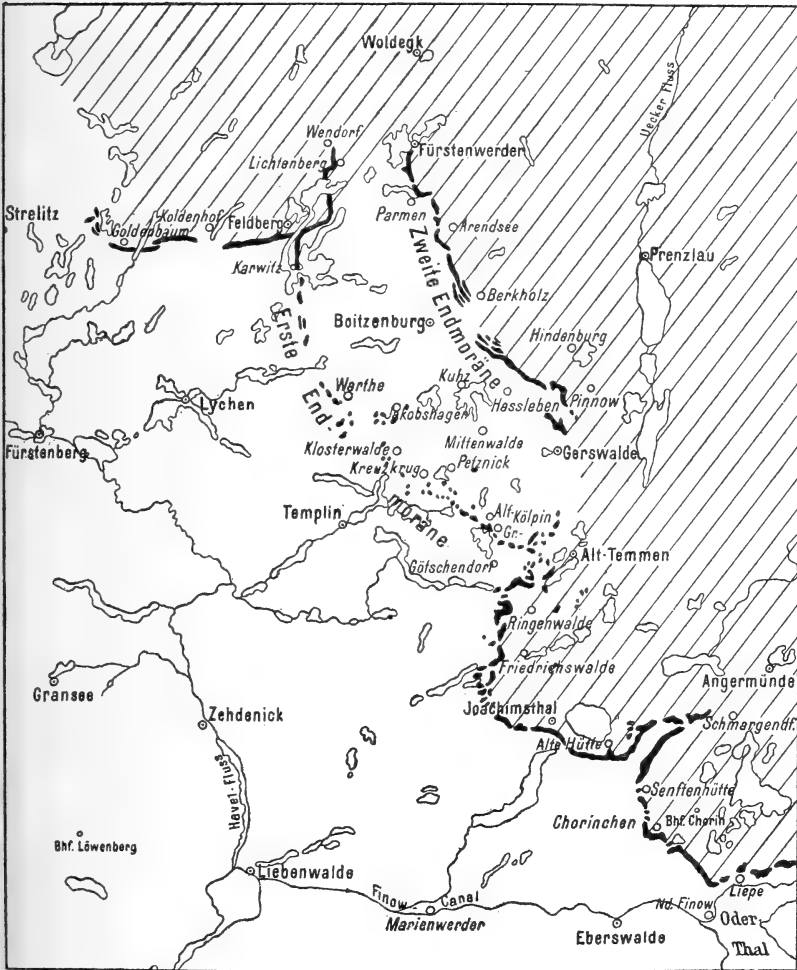 Woldegk
Uecker Fluss
Wendorf
Fürstenwerder
Lichtenberg
Strelitz
Koldenhof
Feldberg
Parmen
Goldenbaum
Arendsee
Prenzlau
Karwitz
Zweite Endmoräne
Berkholz
Erste
Boitzenburg
Hindenburg
Kuhz
Warthe
Pinnow
Lychen
End-
Jakobshagen
Hassleben
Mittenwalde
Fürstenberg
Klosterwalde
Gerswalde
Kreuzkrug
Petznick
moräne
Templin
Alt-
Kölpin
Gr.-
Alt-Temmen
Götschendorf
Ringenwalde
Friedrichswalde
Angermünde
Gransee
Joachimsthal
Zehdenick
Schmargendf.
Alte Hütte
Havel-Fluss
Senftenhütte
Chorinchen
Bhf. Chorin
Bhf. Löwenberg
Liebenwalde
Liepe
Finow-
Canal
Marienwerder
Nd. Finow
Oder-
Eberswalde
Thal